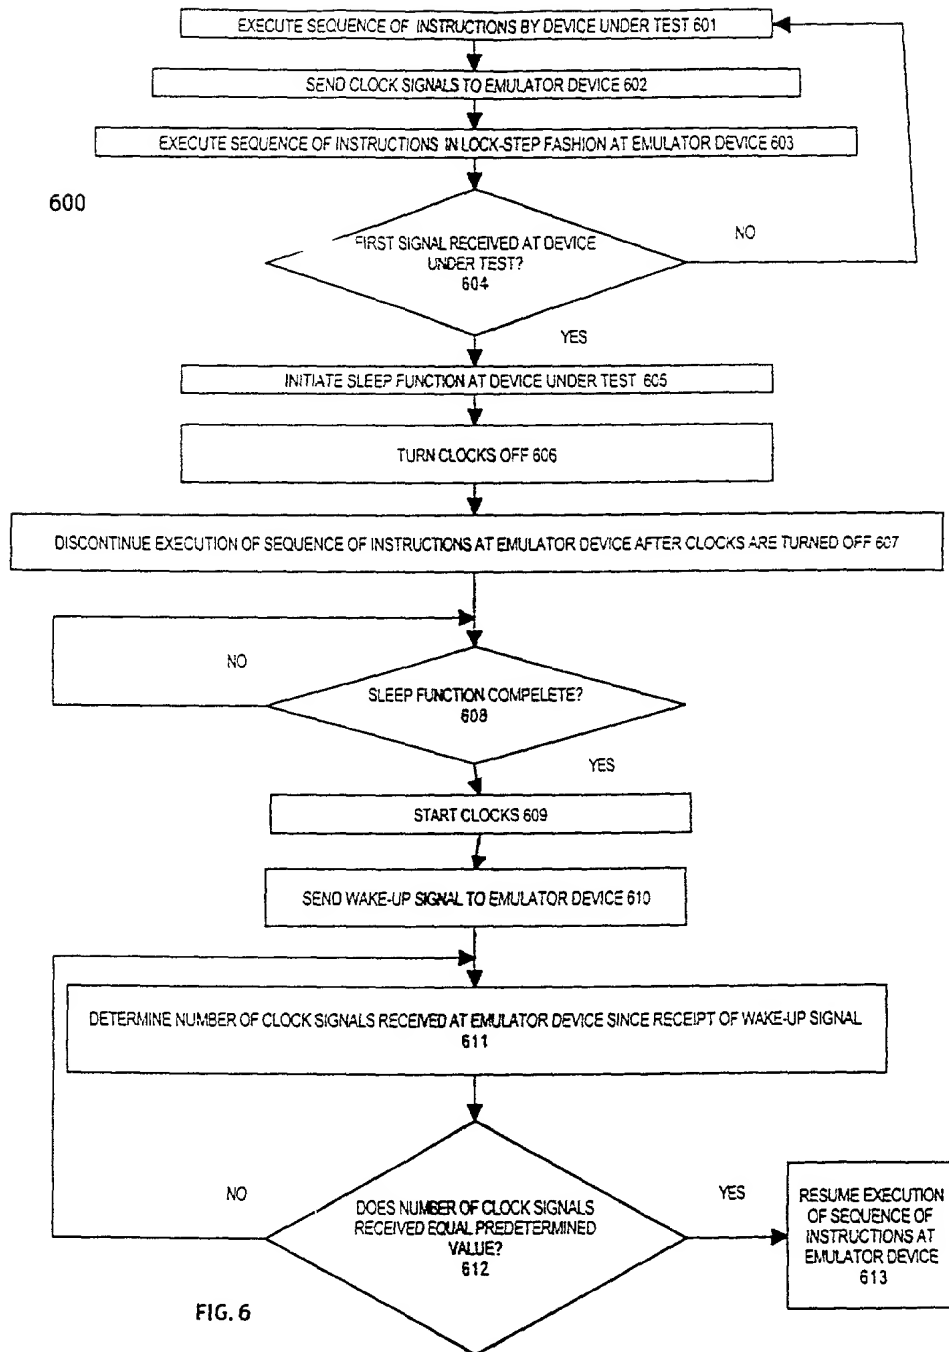 EXECUTE SEQUENCE OF INSTRUCTIONS BY DEVICE UNDER TEST 601
SEND CLOCK SIGNALS TO EMULATOR DEVICE 602
EXECUTE SEQUENCE OF INSTRUCTIONS IN LOCK-STEP FASHION AT EMULATOR DEVICE 603
600
FIRST SIGNAL RECEIVED AT DEVICE
UNDER TEST?
604
NO
YES
INITIATE SLEEP FUNCTION AT DEVICE UNDER TEST 605
TURN CLOCKS OFF 606
DISCONTINUE EXECUTION OF SEQUENCE OF INSTRUCTIONS AT EMULATOR DEVICE AFTER CLOCKS ARE TURNED OFF 607
NO
SLEEP FUNCTION COMPELETE?
608
YES
START CLOCKS 609
SEND WAKE-UP SIGNAL TO EMULATOR DEVICE 610
DETERMINE NUMBER OF CLOCK SIGNALS RECEIVED AT EMULATOR DEVICE SINCE RECEIPT OF WAKE-UP SIGNAL
611
NO
DOES NUMBER OF CLOCK SIGNALS
RECEIVED EQUAL PREDETERMINED
VALUE?
612
YES
RESUME EXECUTION
OF SEQUENCE OF
INSTRUCTIONS AT
EMULATOR DEVICE
613
FIG. 6